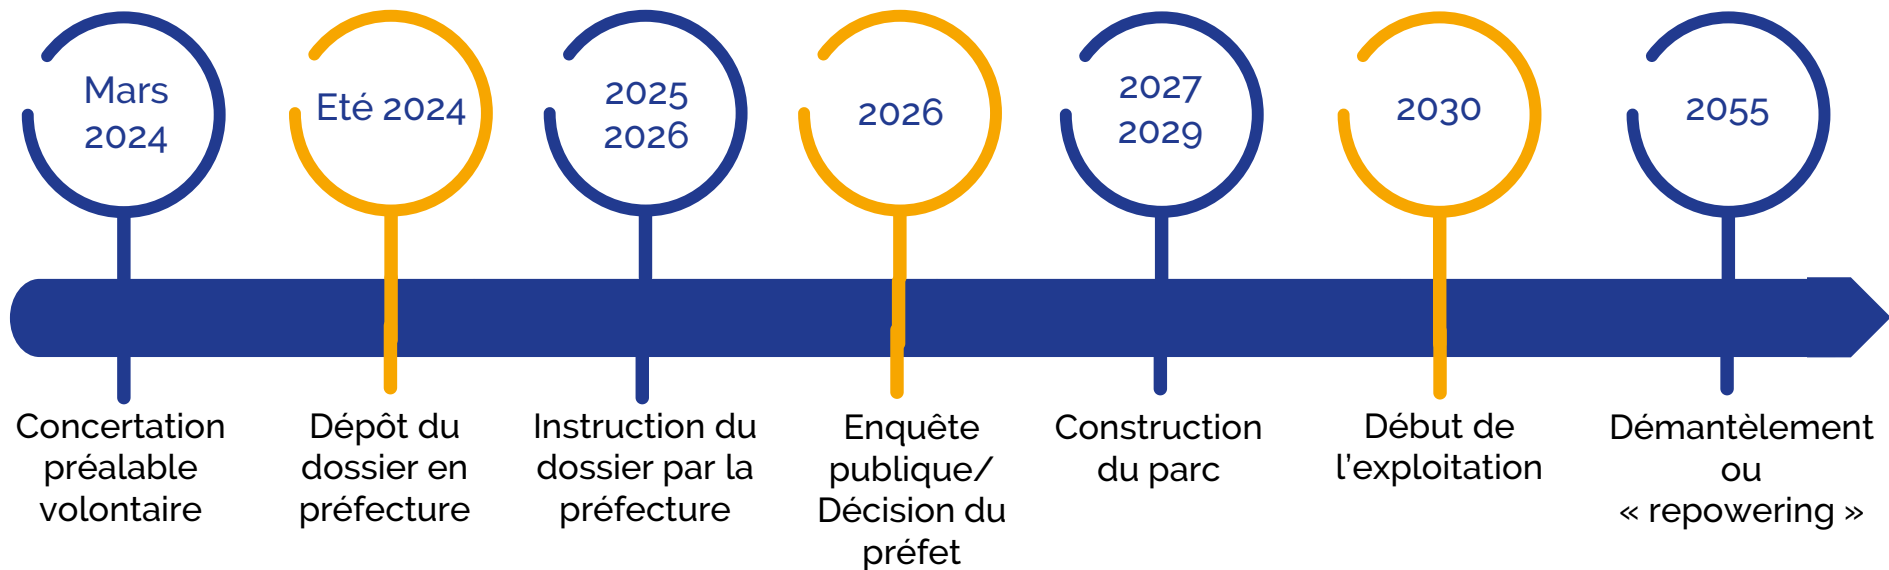 Mars
2024
Eté 2024
2025
2026
2026
2027
2029
2030
2055
Concertation
préalable
volontaire
Dépôt du
dossier en
préfecture
Instruction du
dossier par la
préfecture
Enquête
publique/
Décision du
préfet
Construction
du parc
Début de
l’exploitation
Démantèlement
ou
« repowering »